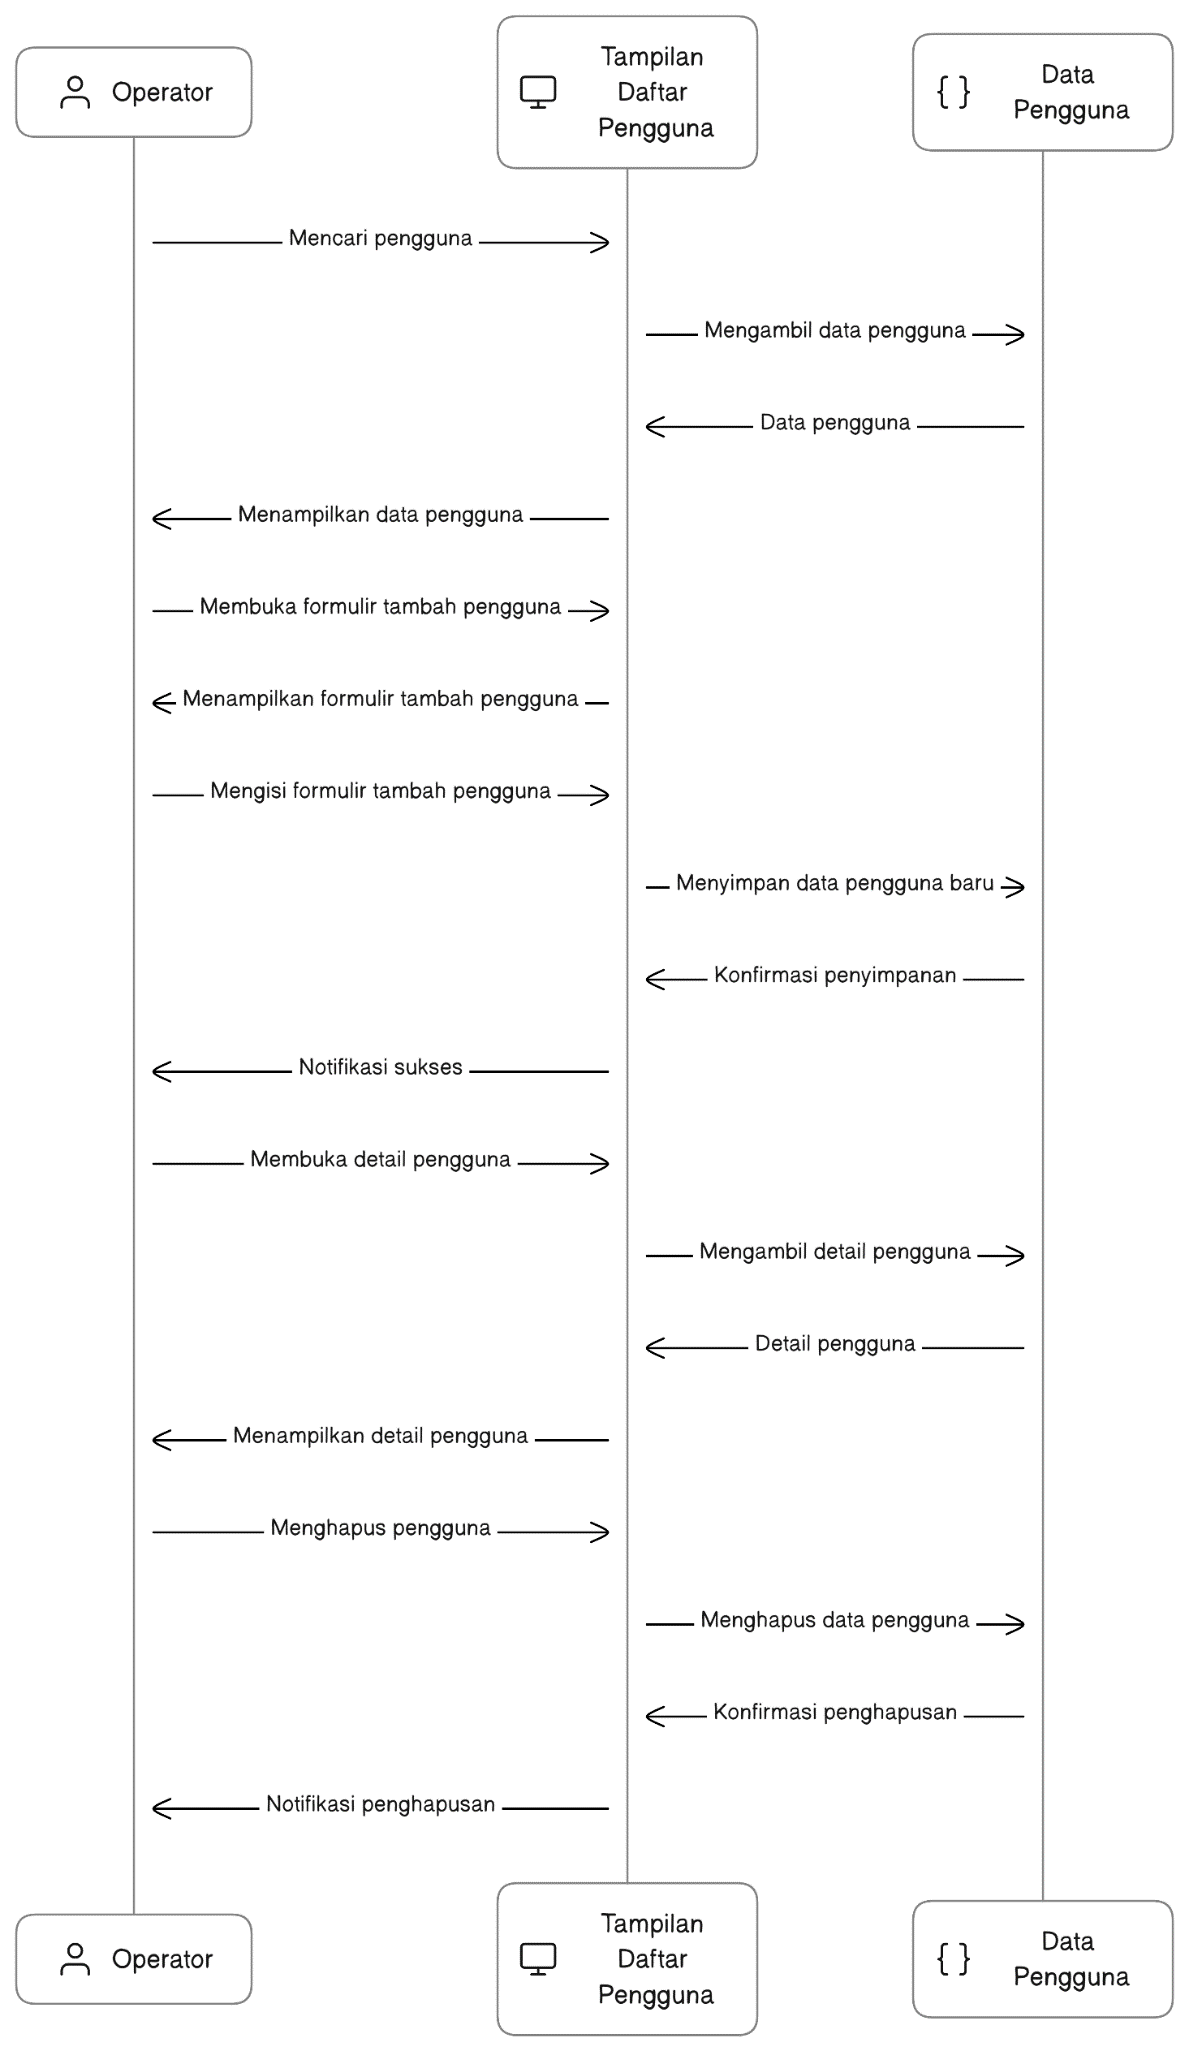 Operator
Tampilan
Daftar
Pengguna
Data
Pengguna
Mencari pengguna
Mengambil data pengguna
Data pengguna
Menampilkan data pengguna
Membuka formulir tambah pengguna
Menampilkan formulir tambah pengguna
Mengisi formulir tambah pengguna
Menyimpan data pengguna baru
Konfirmasi penyimpanan
Notifikasi sukses
Membuka detail pengguna
Mengambil detail pengguna
Detail pengguna
Menampilkan detail pengguna
Menghapus pengguna
Menghapus data pengguna
Konfirmasi penghapusan
Notifikasi penghapusan
Operator
Tampilan
Daftar
Pengguna
Data
Pengguna